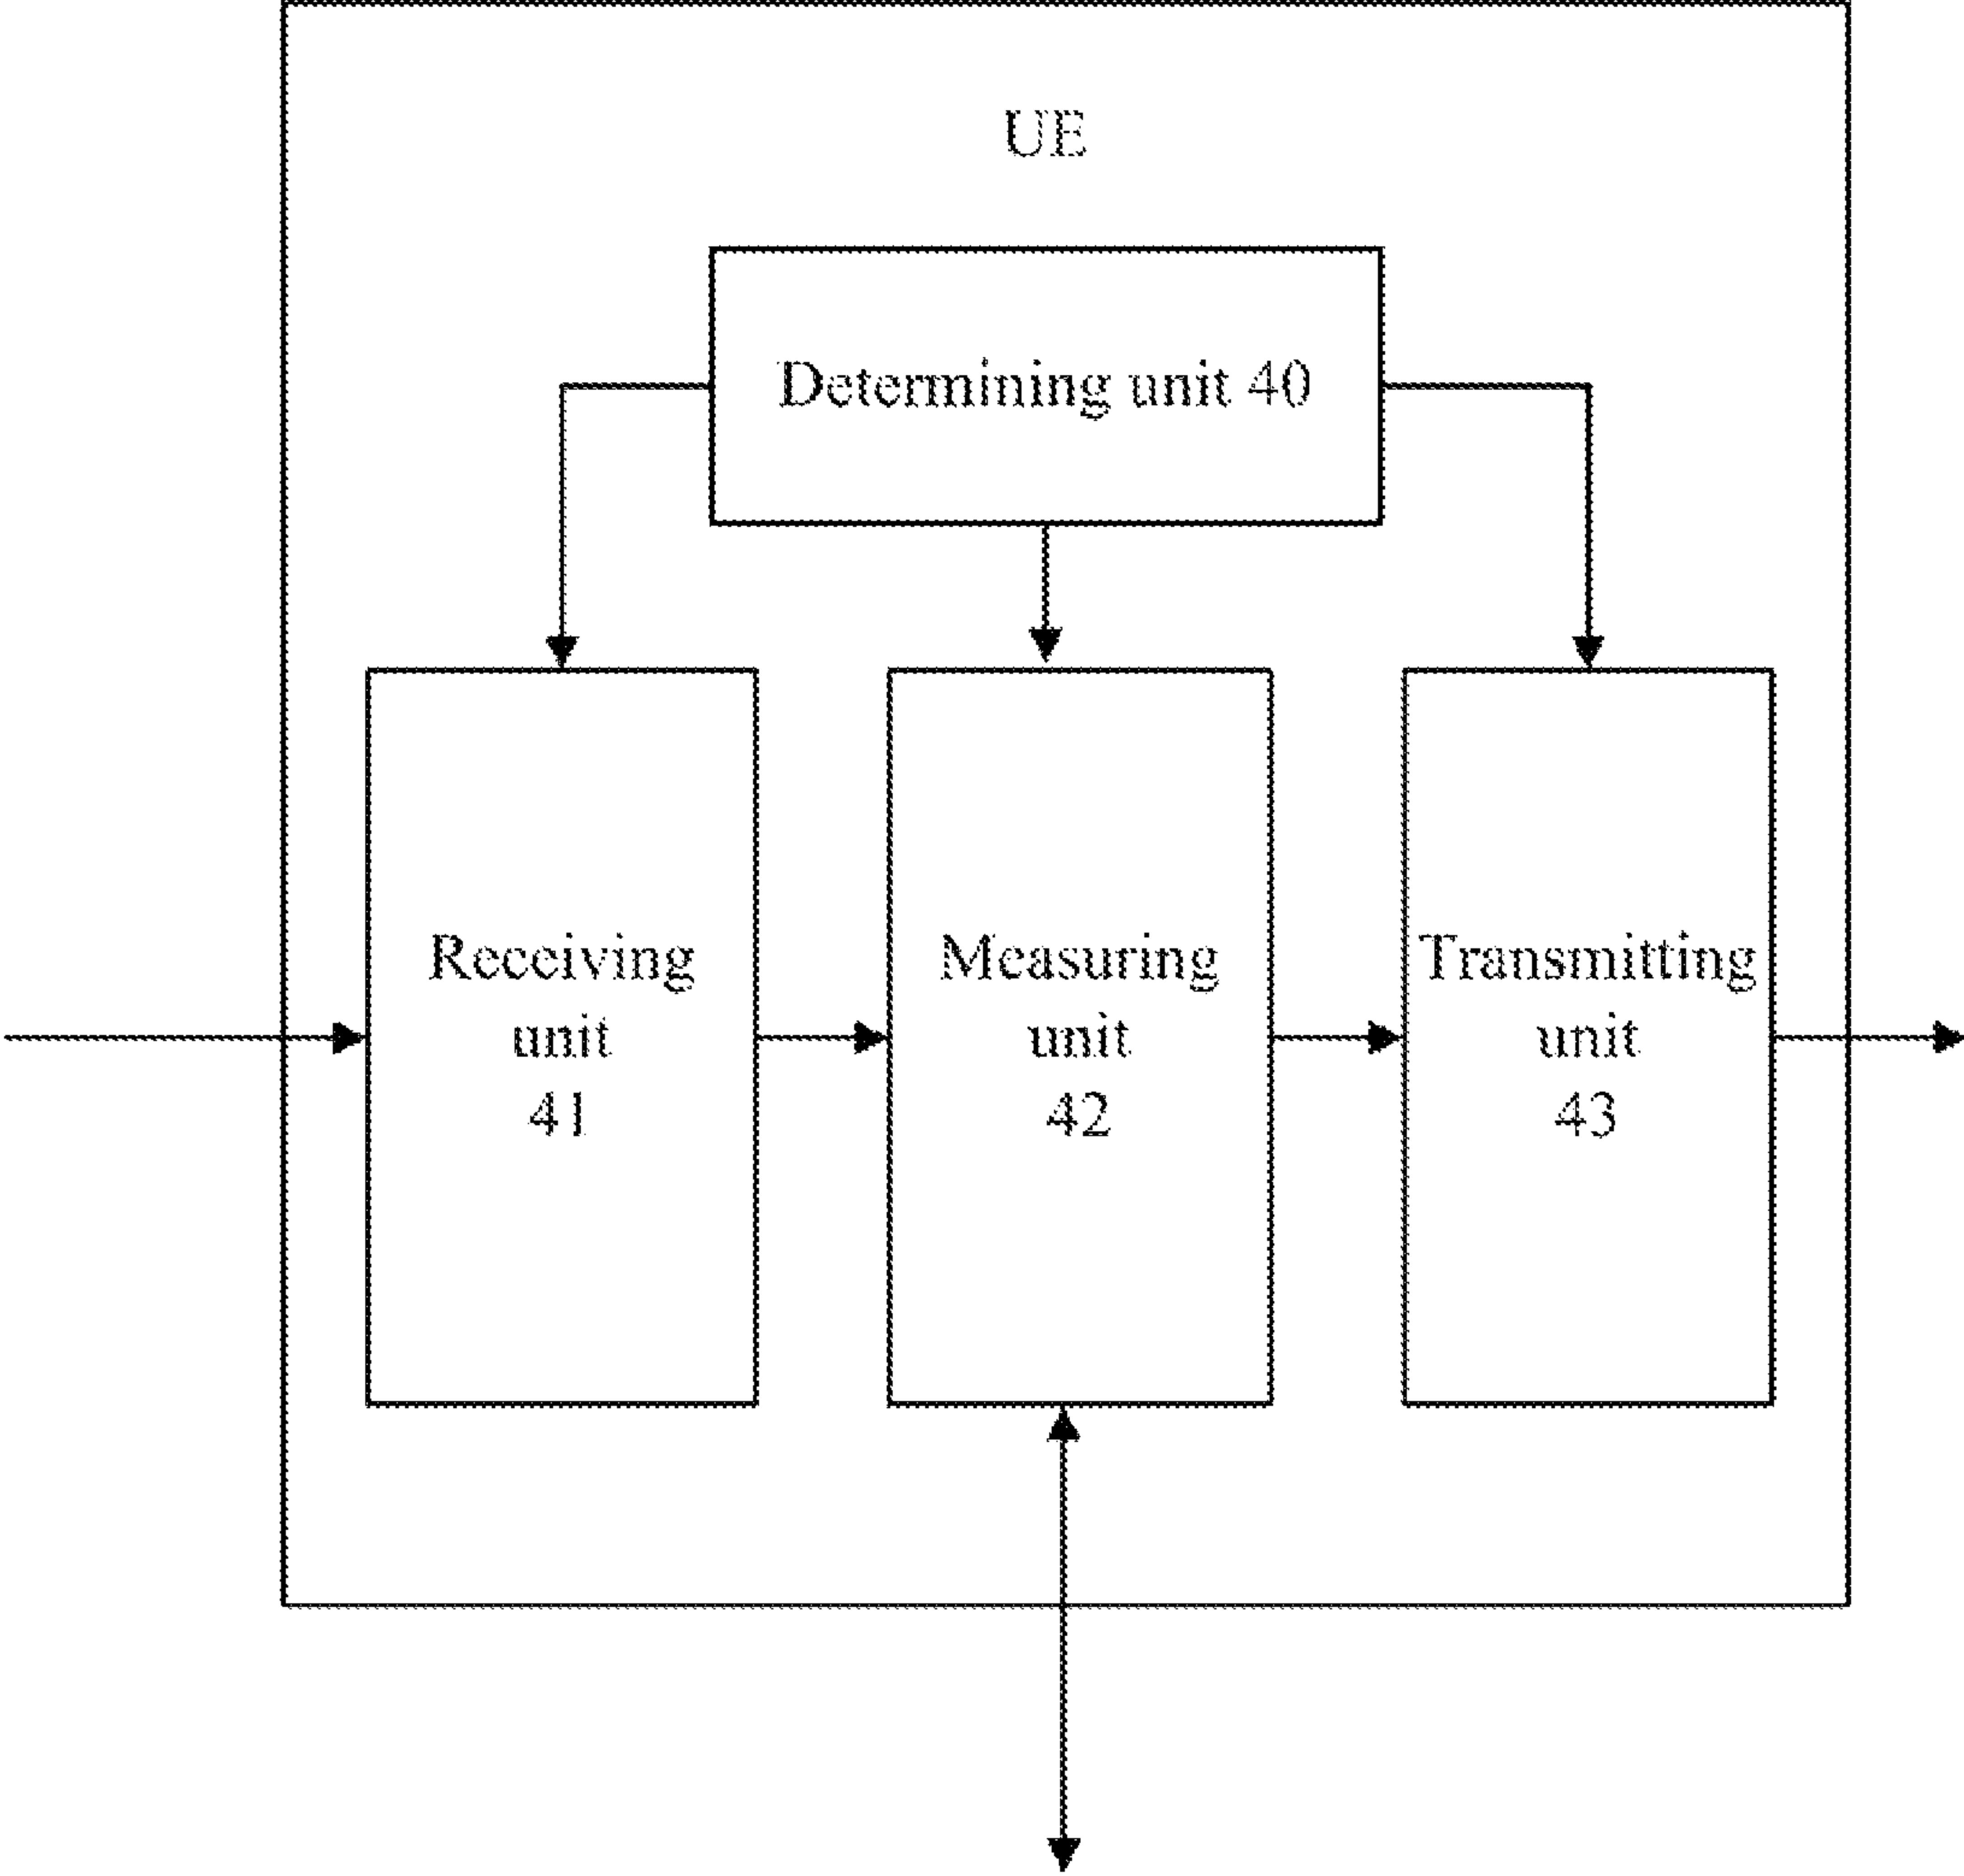 UE
Determining unit 40
Receiving
unit
41
Measuring
unit
42
Transmitting
unit
43